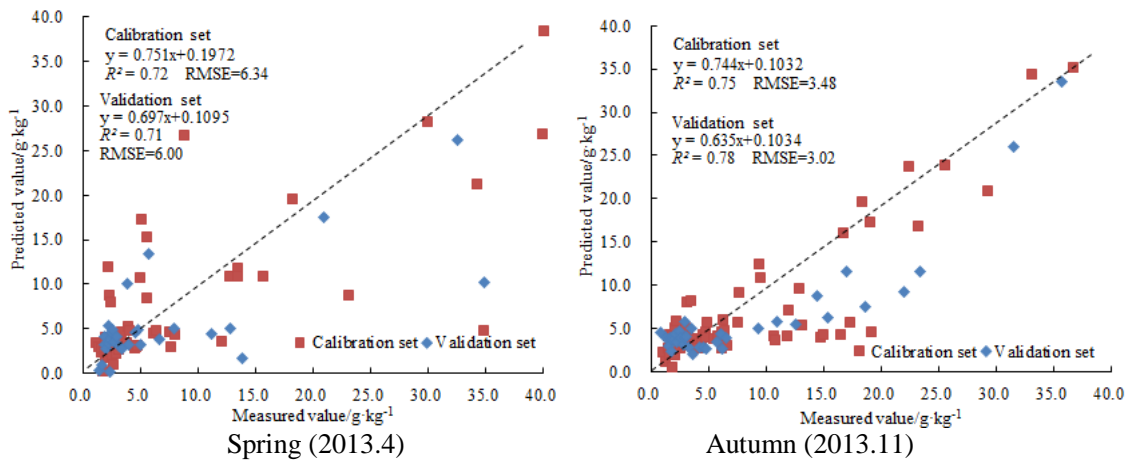 40.0
35.0
30.0
25.0
20.0
15.0
10.0
5.0
0.0
Predicted value/g·kg⁻¹
Calibration set
y = 0.751x+0.1972
R² = 0.72 RMSE=6.34
Validation set
y = 0.697x+0.1095
R² = 0.71
RMSE=6.00
Calibration set Validation set
0.0 5.0 10.0 15.0 20.0 25.0 30.0 35.0 40.0
Measured value/g·kg⁻¹
Spring (2013.4)
40.0
35.0
30.0
25.0
20.0
15.0
10.0
5.0
0.0
Predicted value/g·kg⁻¹
Calibration set
y = 0.744x+0.1032
R² = 0.75 RMSE=3.48
Validation set
y = 0.635x+0.1034
R² = 0.78 RMSE=3.02
Calibration set Validation set
0.0 5.0 10.0 15.0 20.0 25.0 30.0 35.0 40.0
Measured value/g·kg⁻¹
Autumn (2013.11)